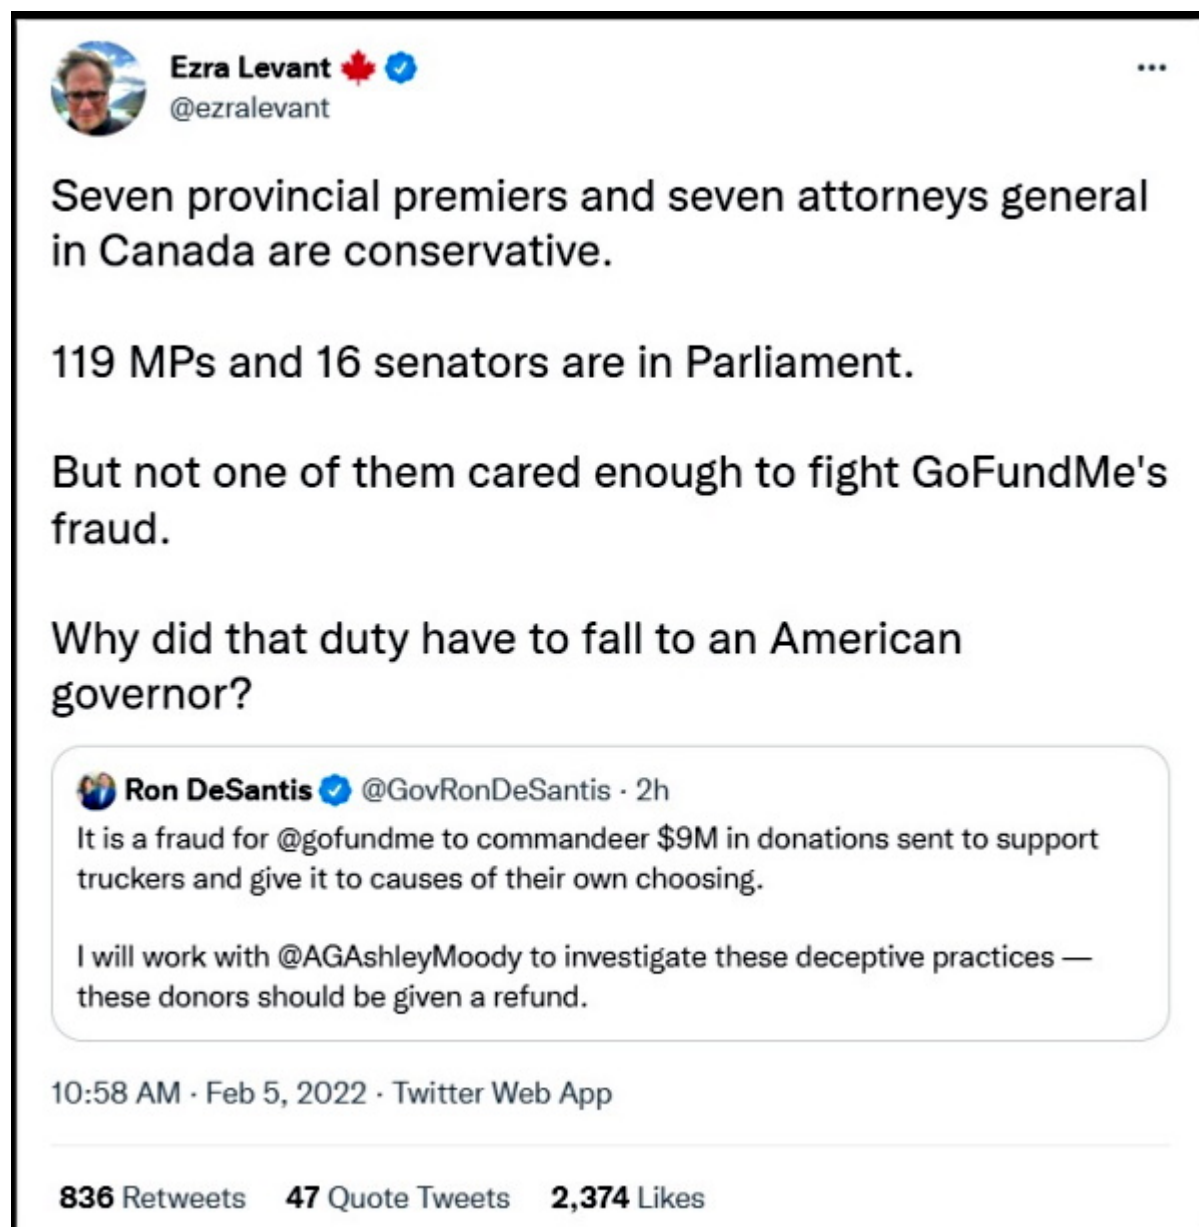 Ezra Levant
@ezralevant
Seven provincial premiers and seven attorneys general
in Canada are conservative.
119 MPs and 16 senators are in Parliament.
But not one of them cared enough to fight GoFundMe's
fraud.
Why did that duty have to fall to an American
governor?
Ron DeSantis @GovRonDeSantis · 2h
It is a fraud for @gofundme to commandeer $9M in donations sent to support
truckers and give it to causes of their own choosing.
I will work with @AGAshleyMoody to investigate these deceptive practices —
these donors should be given a refund.
10:58 AM · Feb 5, 2022 · Twitter Web App
836 Retweets 47 Quote Tweets 2,374 Likes